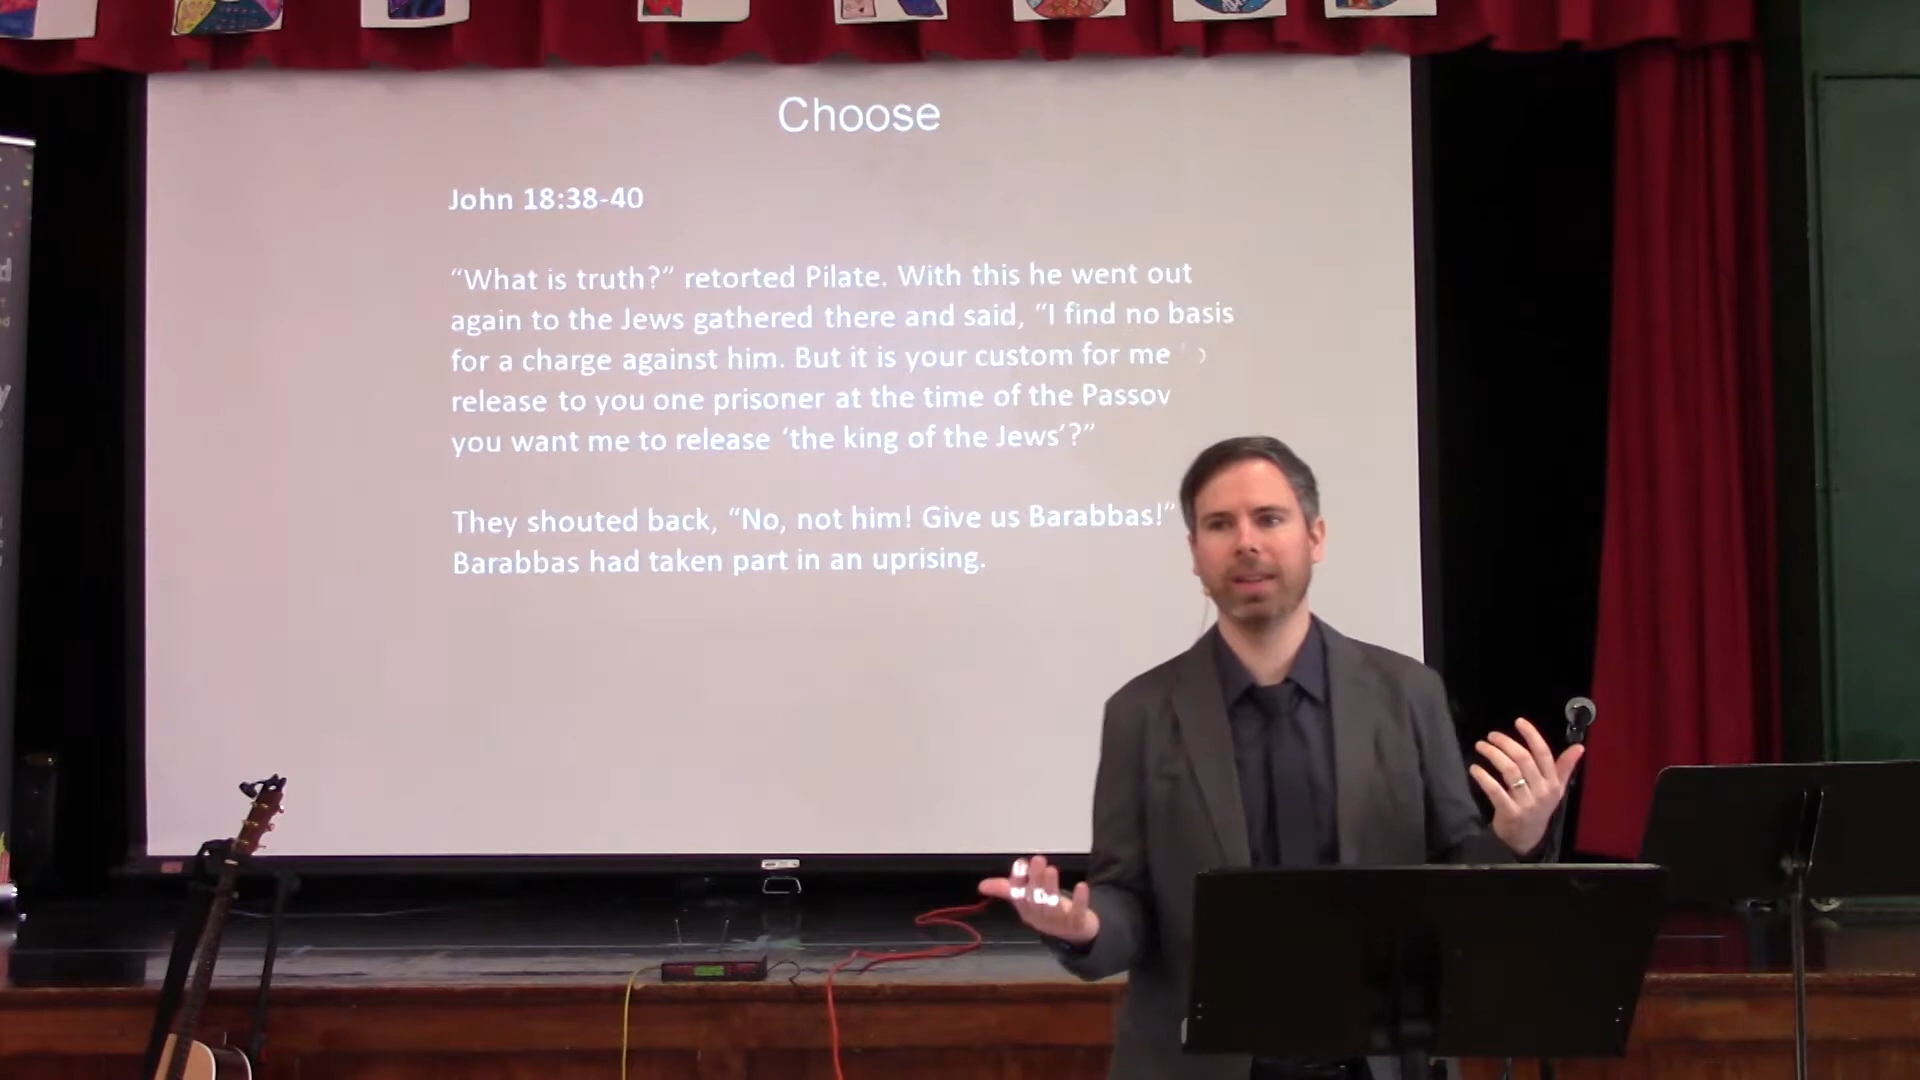 Choose
John 18:38-40
“What is truth?” retorted Pilate. With this he went out
again to the Jews gathered there and said, “I find no basis
for a charge against him. But it is your custom for me
release to you one prisoner at the time of the Passov
you want me to release ‘the king of the Jews’?”
They shouted back, “No, not him! Give us Barabbas!”
Barabbas had taken part in an uprising.